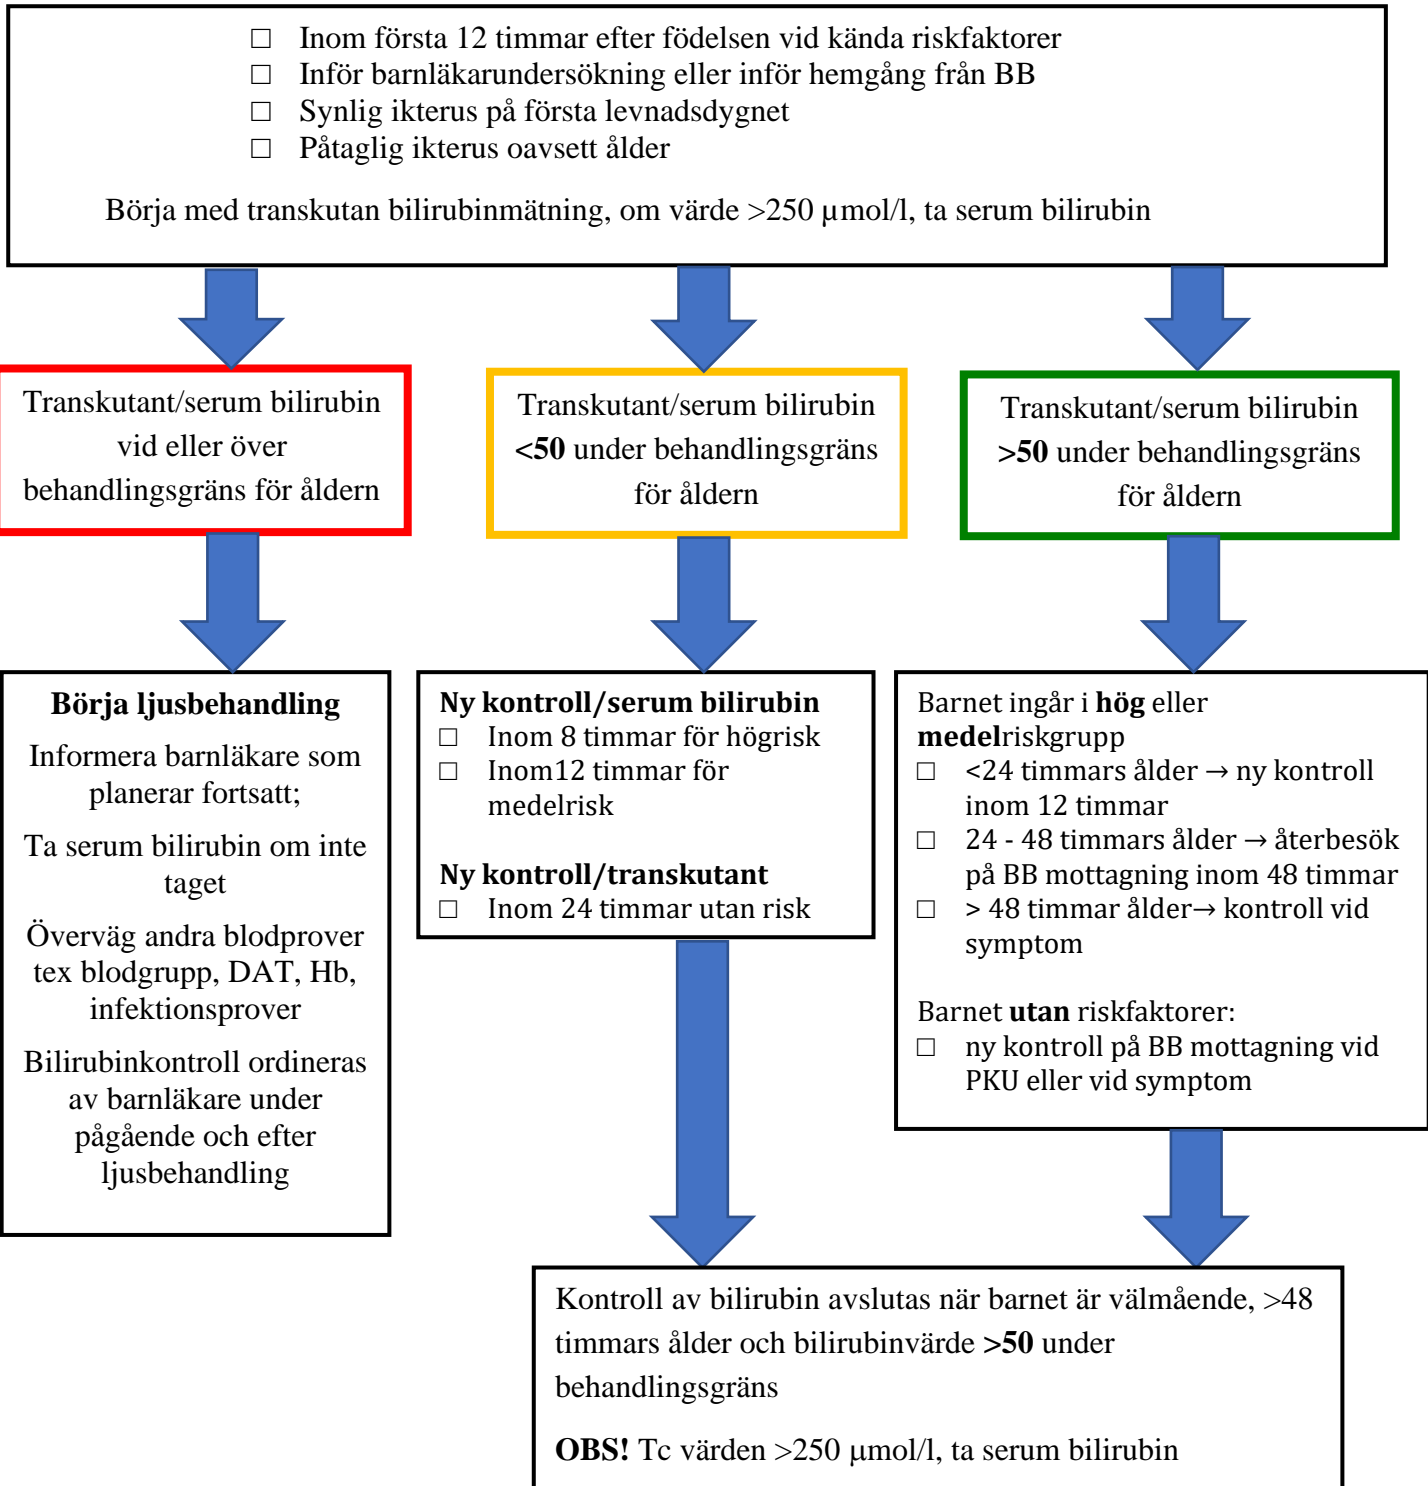 □ Inom första 12 timmar efter födelsen vid kända riskfaktorer
□ Inför barnläkarundersökning eller inför hemgång från BB
□ Synlig ikterus på första levnadsdygnet
□ Påtaglig ikterus oavsett ålder
Börja med transkutan bilirubinmätning, om värde >250 µmol/l, ta serum bilirubin
Transkutant/serum bilirubin
vid eller över
behandlingsgräns för åldern
Transkutant/serum bilirubin
<50 under behandlingsgräns
för åldern
Transkutant/serum bilirubin
>50 under behandlingsgräns
för åldern
Börja ljusbehandling
Informera barnläkare som
planerar fortsatt;
Ta serum bilirubin om inte
taget
Överväg andra blodprover
tex blodgrupp, DAT, Hb,
infektionsprover
Bilirubinkontroll ordineras
av barnläkare under
pågående och efter
ljusbehandling
Ny kontroll/serum bilirubin
□ Inom 8 timmar för högrisk
□ Inom12 timmar för
medelrisk
Ny kontroll/transkutant
□ Inom 24 timmar utan risk
Barnet ingår i hög eller
medelriskgrupp
□ <24 timmars ålder → ny kontroll
inom 12 timmar
□ 24 - 48 timmars ålder → återbesök
på BB mottagning inom 48 timmar
□ > 48 timmar ålder→ kontroll vid
symptom
Barnet utan riskfaktorer:
□ ny kontroll på BB mottagning vid
PKU eller vid symptom
Kontroll av bilirubin avslutas när barnet är välmående, >48
timmars ålder och bilirubinvärde >50 under
behandlingsgräns
OBS! Tc värden >250 µmol/l, ta serum bilirubin